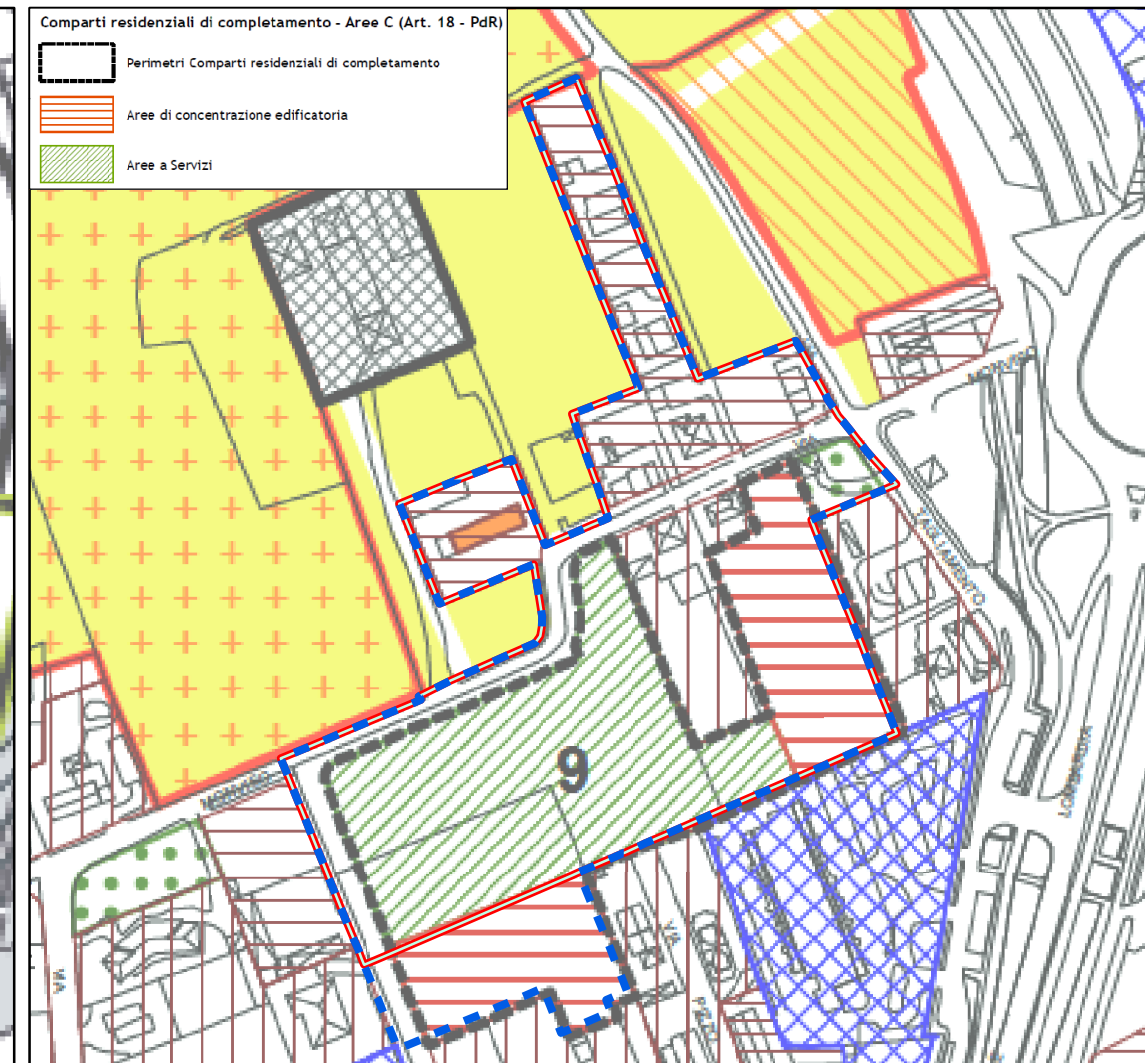 Comparti residenziali di completamento - Aree C (Art. 18 - PdR)
Perimetri Comparti residenziali di completamento
Aree di concentrazione edificatoria
Aree a Servizi
9
VIA